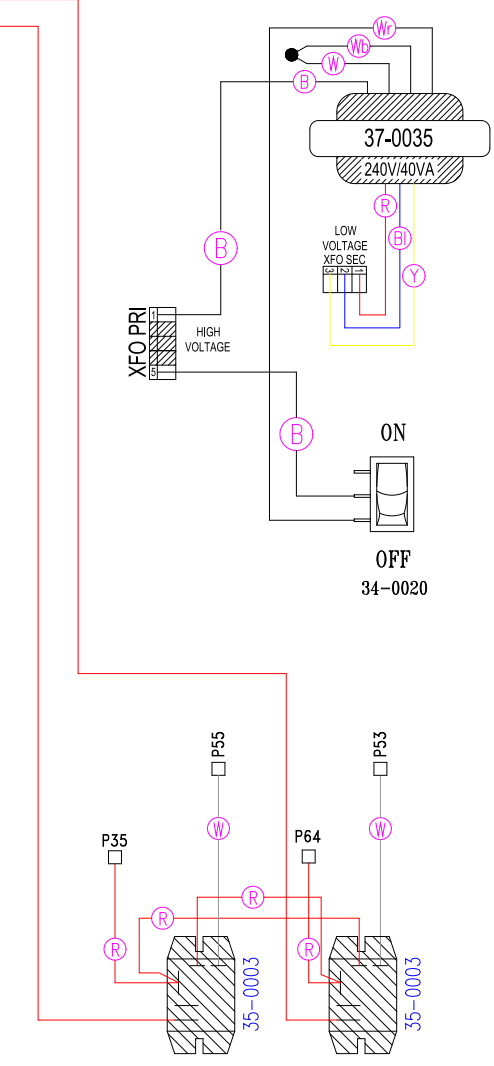 Wr
Wb
W
B
37-0035
240V/40VA
R
Bl
Y
LOW
VOLTAGE
XFO SEC
3 2 1
B
XFO PRI
1
5
HIGH
VOLTAGE
B
ON
OFF
34-0020
P55
P53
W
W
P35
P64
R
R
R
R
35-0003
35-0003